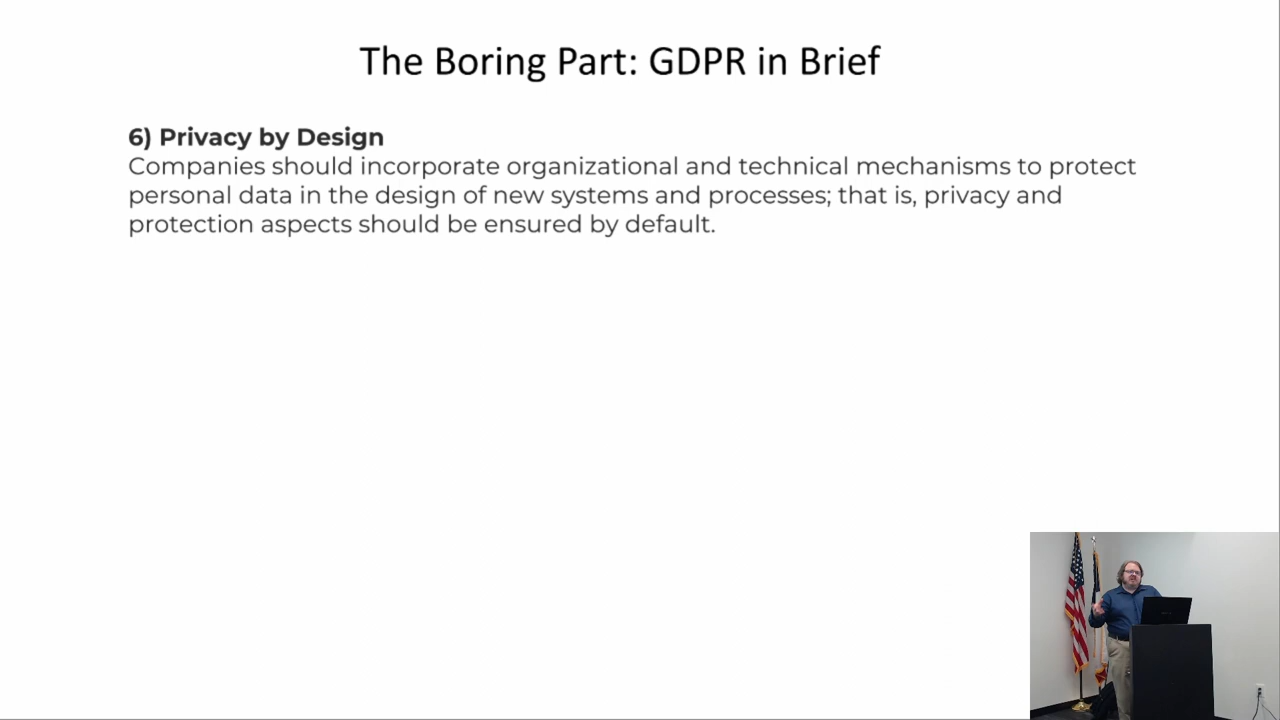 The Boring Part: GDPR in Brief
6) Privacy by Design
Companies should incorporate organizational and technical mechanisms to protect
personal data in the design of new systems and processes; that is, privacy and
protection aspects should be ensured by default.